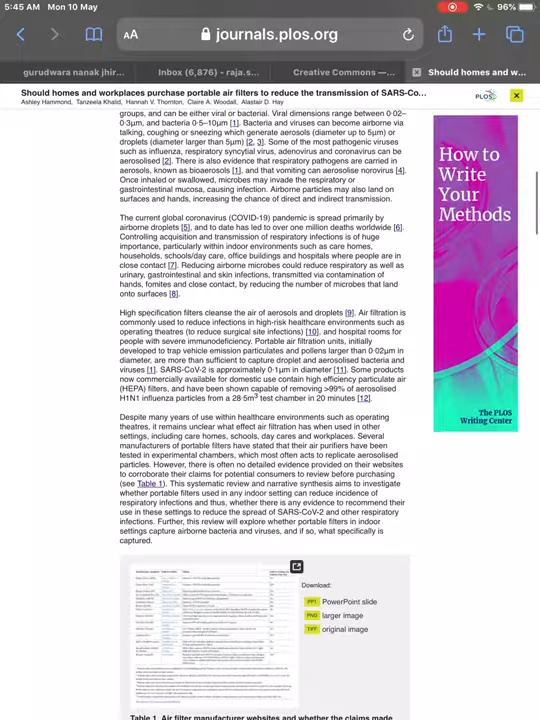 5:45 AM Mon 10 May
96%
AA
journals.plos.org
gurudwara nanak jhir...
Inbox (6,876) - raja.s...
Creative Commons —...
Should homes and w...
Should homes and workplaces purchase portable air filters to reduce the transmission of SARS-Co...
Ashley Hammond, Tanzeela Khalid, Hannah V. Thornton, Claire A. Woodall, Alastair D. Hay
PLOS
groups, and can be either viral or bacterial. Viral dimensions range between 0·02–
0·3μm, and bacteria 0·5–10μm [1]. Bacteria and viruses can become airborne via
talking, coughing or sneezing which generate aerosols (diameter up to 5μm) or
droplets (diameter larger than 5μm) [2, 3]. Some of the most pathogenic viruses
such as influenza, respiratory syncytial virus, adenovirus and coronavirus can be
aerosolised [2]. There is also evidence that respiratory pathogens are carried in
aerosols, known as bioaerosols [1], and that vomiting can aerosolise norovirus [4].
Once inhaled or swallowed, microbes may invade the respiratory or
gastrointestinal mucosa, causing infection. Airborne particles may also land on
surfaces and hands, increasing the chance of direct and indirect transmission.
The current global coronavirus (COVID-19) pandemic is spread primarily by
airborne droplets [5], and to date has led to over one million deaths worldwide [6].
Controlling acquisition and transmission of respiratory infections is of huge
importance, particularly within indoor environments such as care homes,
households, schools/day care, office buildings and hospitals where people are in
close contact [7]. Reducing airborne microbes could reduce respiratory as well as
urinary, gastrointestinal and skin infections, transmitted via contamination of
hands, fomites and close contact, by reducing the number of microbes that land
onto surfaces [8].
High specification filters cleanse the air of aerosols and droplets [9]. Air filtration is
commonly used to reduce infections in high-risk healthcare environments such as
operating theatres (to reduce surgical site infections) [10], and hospital rooms for
people with severe immunodeficiency. Portable air filtration units, initially
developed to trap vehicle emission particulates and pollens larger than 0·02μm in
diameter, are more than sufficient to capture droplet and aerosolised bacteria and
viruses [1]. SARS-CoV-2 is approximately 0·1μm in diameter [11]. Some products
now commercially available for domestic use contain high efficiency particulate air
(HEPA) filters, and have been shown capable of removing >99% of aerosolised
H1N1 influenza particles from a 28·5m3 test chamber in 20 minutes [12].
Despite many years of use within healthcare environments such as operating
theatres, it remains unclear what effect air filtration has when used in other
settings, including care homes, schools, day cares and workplaces. Several
manufacturers of portable filters have stated that their air purifiers have been
tested in experimental chambers, which most often acts to replicate aerosolised
particles. However, there is often no detailed evidence provided on their websites
to corroborate their claims for potential consumers to review before purchasing
(see Table 1). This systematic review and narrative synthesis aims to investigate
whether portable filters used in any indoor setting can reduce incidence of
respiratory infections and thus, whether there is any evidence to recommend their
use in these settings to reduce the spread of SARS-CoV-2 and other respiratory
infections. Further, this review will explore whether portable filters in indoor
settings capture airborne bacteria and viruses, and if so, what specifically is
captured.
How to
Write
Your
Methods
The PLOS
Writing Center
Download:
PPT PowerPoint slide
PNG larger image
TIFF original image
Table 1. Air filter manufacturer websites and whether the claims made